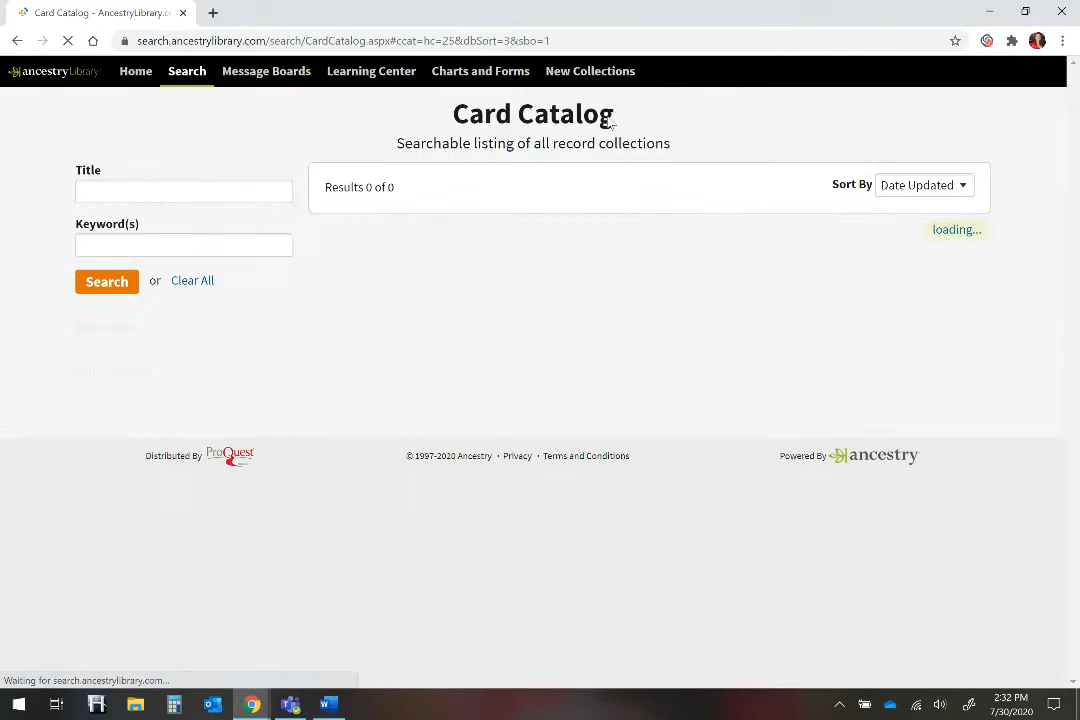 Card Catalog - AncestryLibrary.c
search.ancestrylibrary.com/search/CardCatalog.aspx#ccat=hc=25&dbSort=3&sbo=1
ancestryLibrary Home Search Message Boards Learning Center Charts and Forms New Collections
Card Catalog
Searchable listing of all record collections
Title
Results 0 of 0
Sort By Date Updated
loading...
Keyword(s)
Search or Clear All
Distributed By ProQuest
© 1997-2020 Ancestry · Privacy · Terms and Conditions
Powered By ancestry
Waiting for search.ancestrylibrary.com...
2:32 PM
7/30/2020